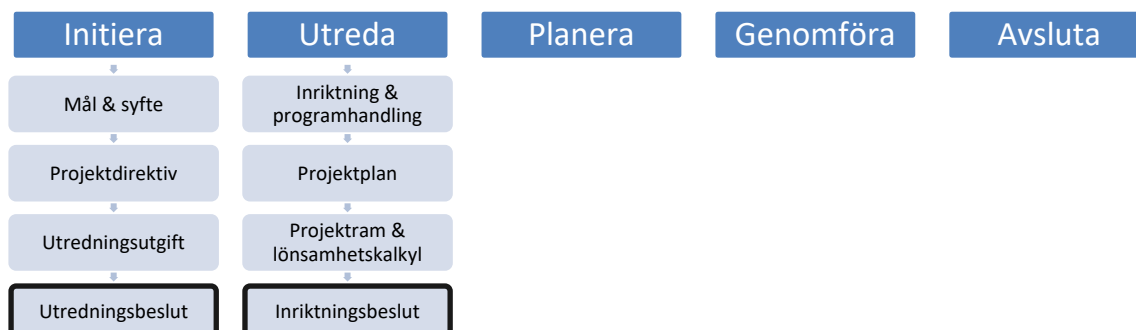 Initiera
Utreda
Planera
Genomföra
Avsluta
Mål & syfte
Projektdirektiv
Utredningsutgift
Utredningsbeslut
Inriktning &
programhandling
Projektplan
Projektram &
lönsamhetskalkyl
Inriktningsbeslut